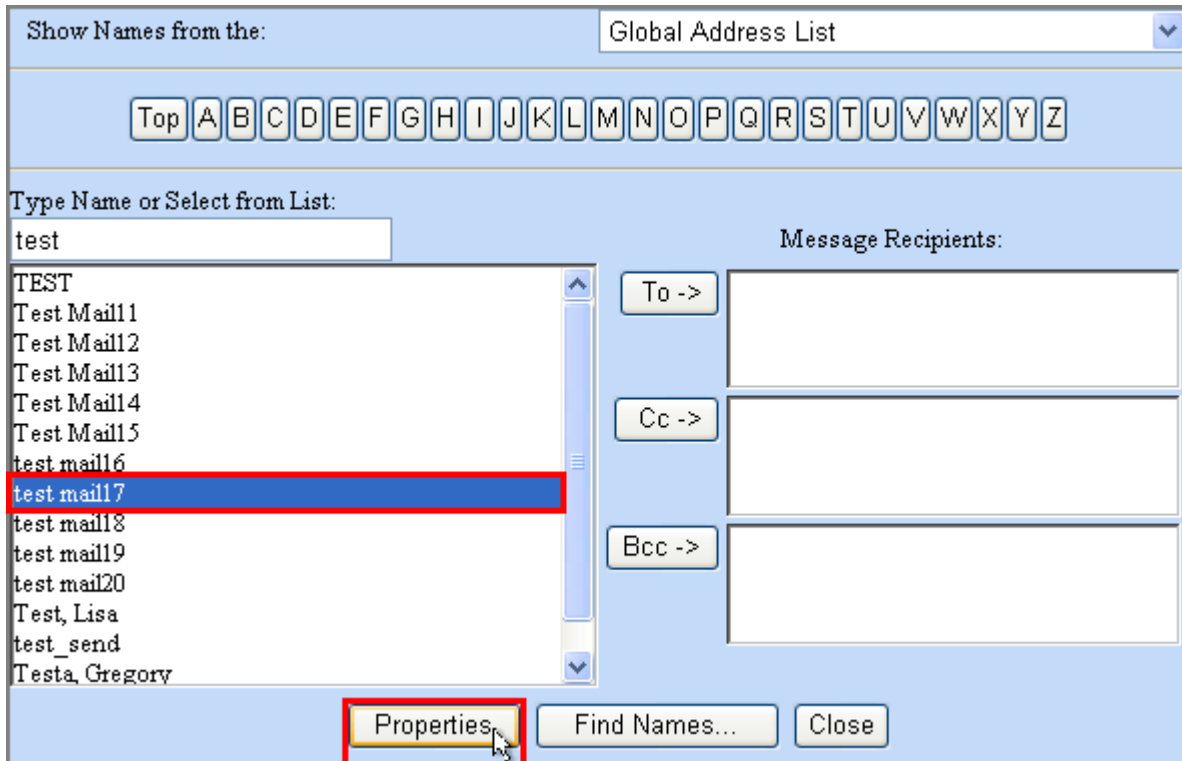 Show Names from the: Global Address List
Top A B C D E F G H I J K L M N O P Q R S T U V W X Y Z
Type Name or Select from List:
test
Message Recipients:
TEST
Test Mail11
Test Mail12
Test Mail13
Test Mail14
Test Mail15
test mail16
test mail17
test mail18
test mail19
test mail20
Test, Lisa
test_send
Testa, Gregory
To ->
Cc ->
Bcc ->
Properties Find Names... Close